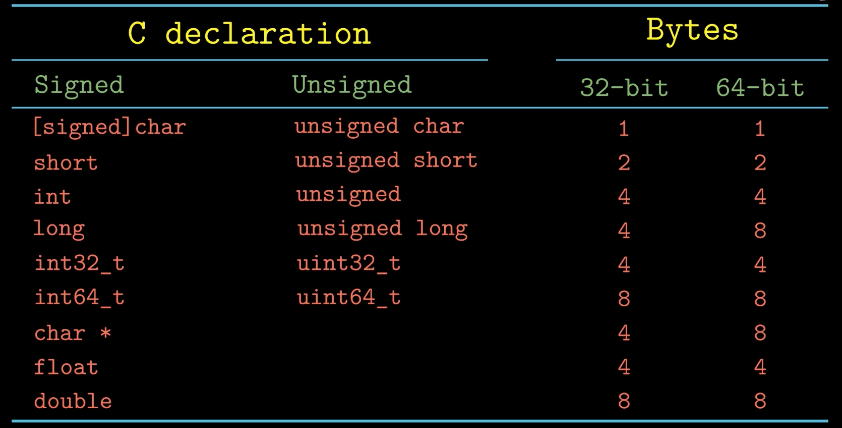 C declaration Bytes
Signed Unsigned 32-bit 64-bit
[signed]char unsigned char 1 1
short unsigned short 2 2
int unsigned 4 4
long unsigned long 4 8
int32_t uint32_t 4 4
int64_t uint64_t 8 8
char * 4 8
float 4 4
double 8 8